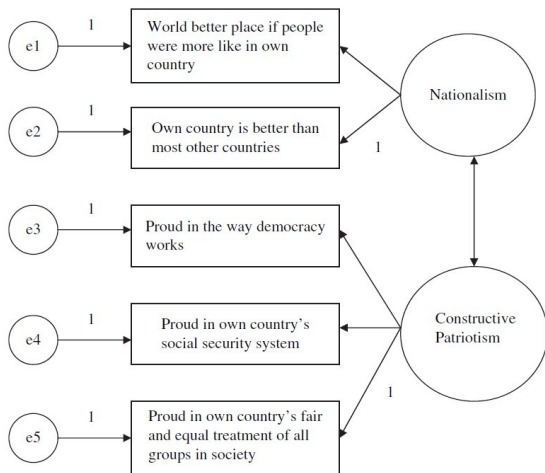 1
e1
World better place if people
were more like in own
country
Nationalism
1
e2
Own country is better than
most other countries
1
1
e3
Proud in the way democracy
works
1
e4
Proud in own country's
social security system
Constructive
Patriotism
1
1
e5
Proud in own country's fair
and equal treatment of all
groups in society